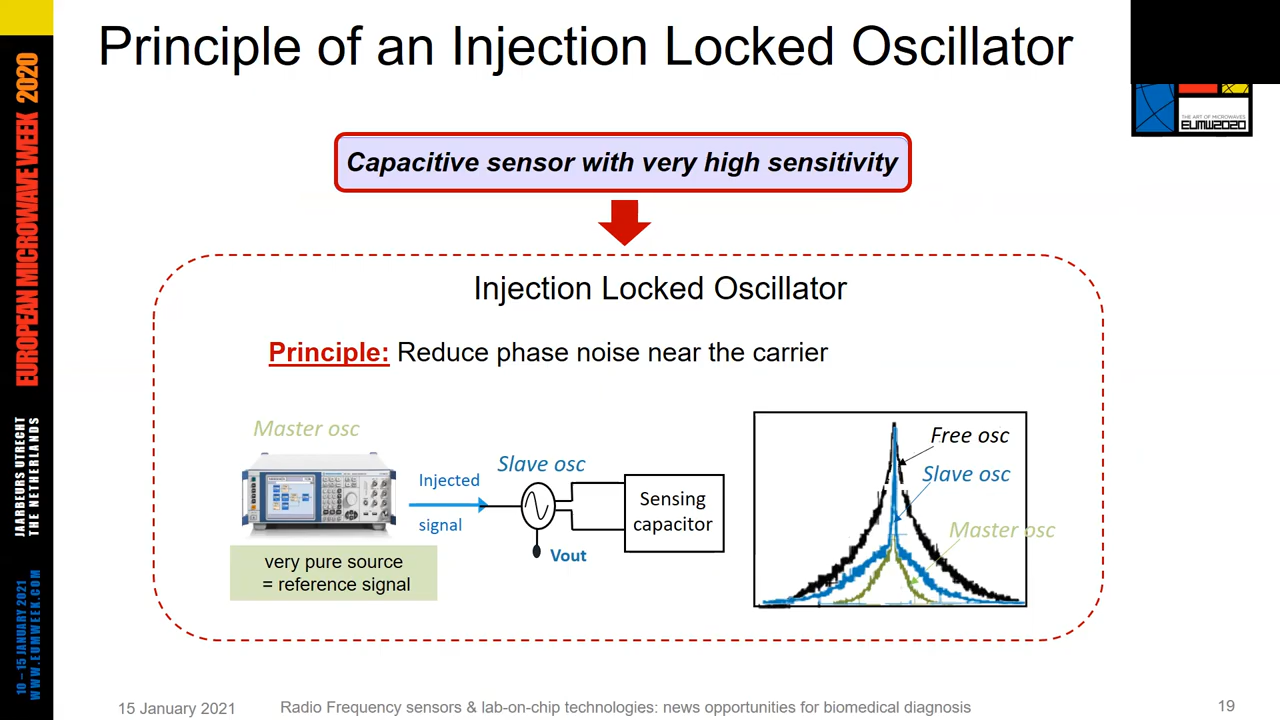 Principle of an Injection Locked Oscillator
EUROPEAN MICROWAVE WEEK 2020
JAARBEURS UTRECHT
THE NETHERLANDS
10 – 15 JANUARY 2021
WWW.EUMWEEK.COM
THE ART OF MICROWAVES
EUMW2020
Capacitive sensor with very high sensitivity
Injection Locked Oscillator
Principle: Reduce phase noise near the carrier
Master osc
Injected
signal
very pure source
= reference signal
Slave osc
Vout
Sensing
capacitor
Free osc
Slave osc
Master osc
15 January 2021
Radio Frequency sensors & lab-on-chip technologies: news opportunities for biomedical diagnosis
19